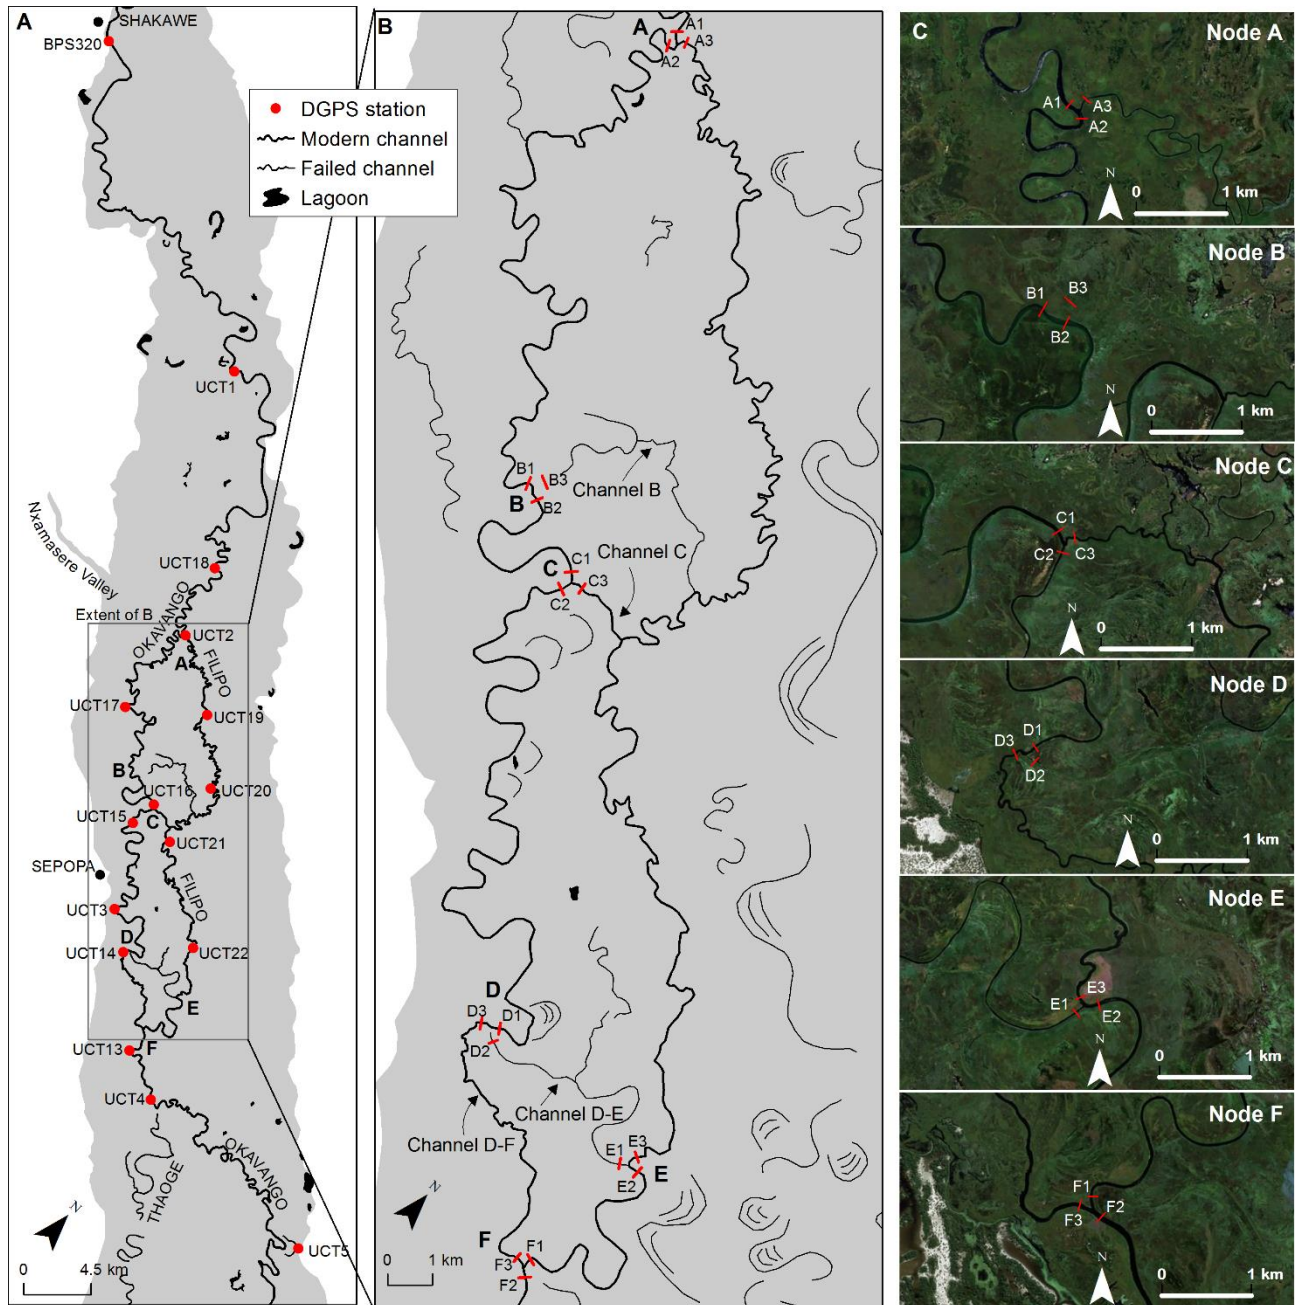 A
SHAKAWE
BPS320
DGPS station
Modern channel
Failed channel
Lagoon
UCT1
Nxamasere Valley
UCT18
OKAVANGO
Extent of B
UCT2
A
FILIPO
UCT17
UCT19
B
UCT16
UCT20
UCT15
C
UCT21
SEPOPA
FILIPO
UCT3
D
UCT14
UCT22
E
UCT13
F
UCT4
OKAVANGO
THAOGE
N
UCT5
0
4.5 km
B
A
A1
A3
A2
B1
B3
B
B2
Channel B
Channel C
C1
C
C3
C2
D
D3
D1
D2
Channel D-E
Channel D-F
E1
E3
E
E2
N
F
F1
F3
F2
0
1 km
C
Node A
A1
A3
A2
N
0
1 km
Node B
B1
B3
B2
N
0
1 km
Node C
C1
C2
C3
N
0
1 km
Node D
D3
D1
D2
N
0
1 km
Node E
E3
E1
E2
N
0
1 km
Node F
F1
F3
F2
N
0
1 km